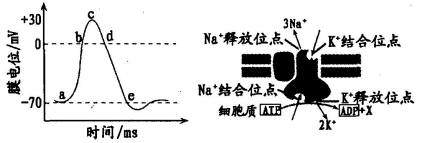 膜电位/mV
+30
0
-70
a
b
c
d
e
时间/ms
3Na⁺
Na⁺释放位点
K⁺结合位点
Na⁺结合位点
K⁺释放位点
细胞质 ATP ADP+X
2K⁺